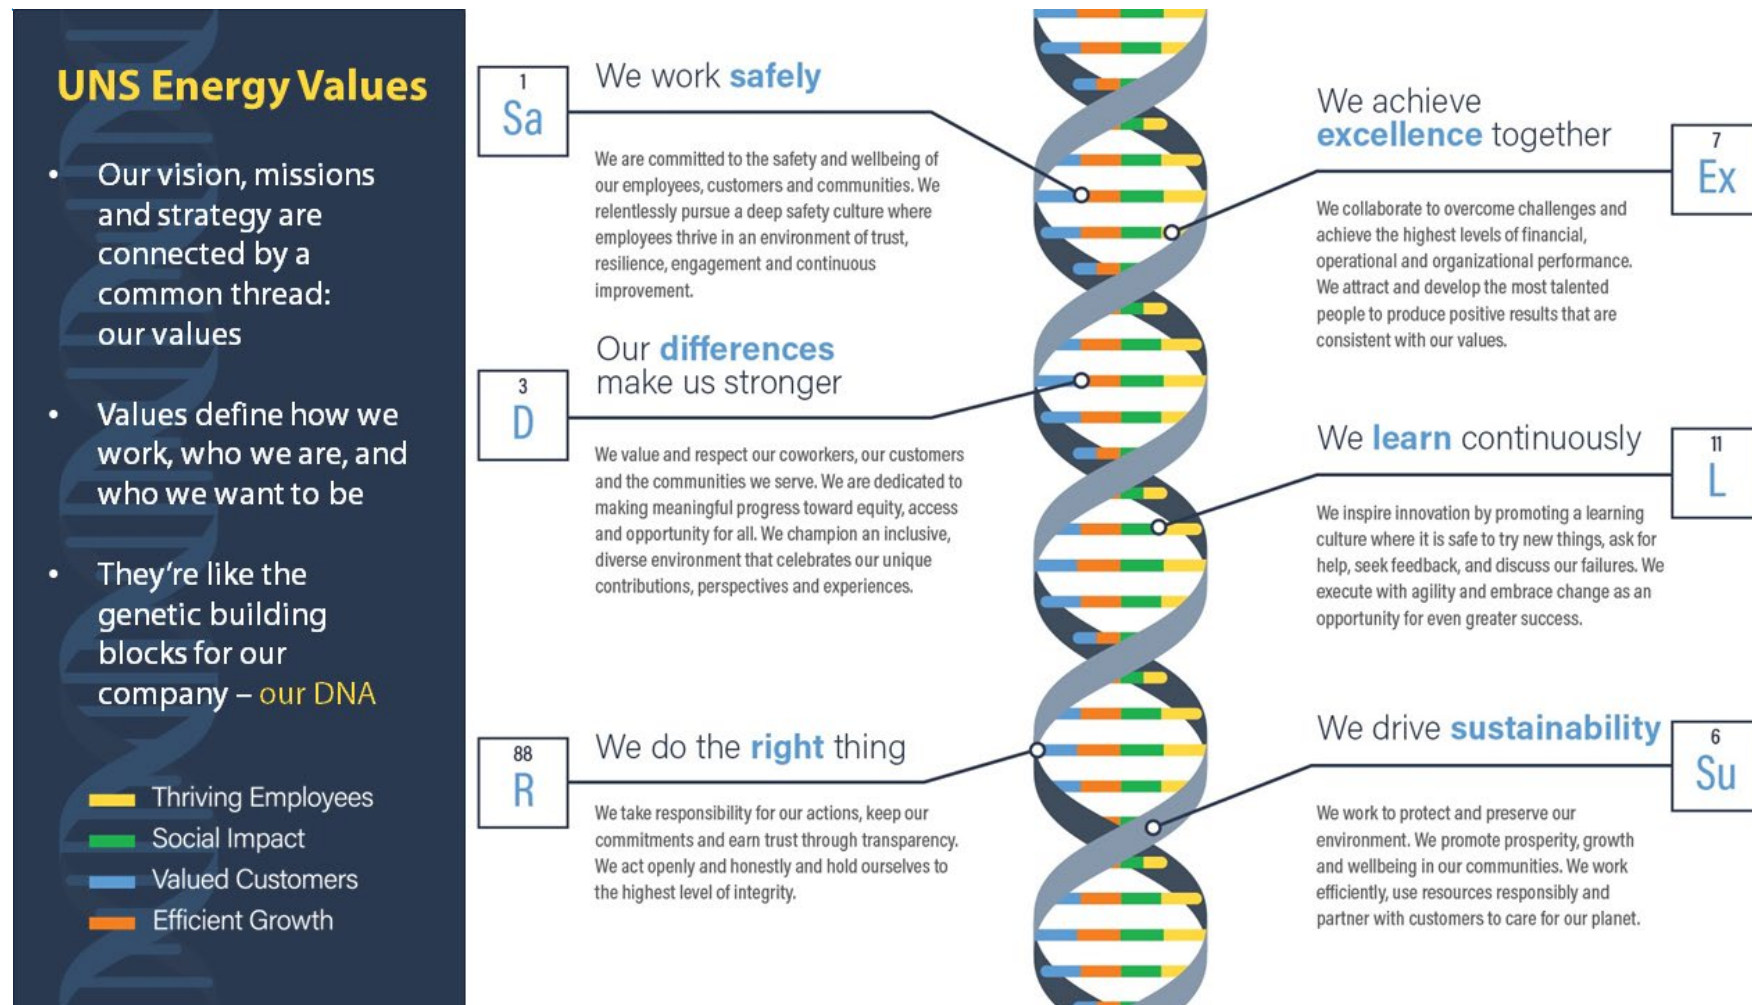 UNS Energy Values
• Our vision, missions
and strategy are
connected by a
common thread:
our values
• Values define how we
work, who we are, and
who we want to be
• They’re like the
genetic building
blocks for our
company – our DNA
Thriving Employees
Social Impact
Valued Customers
Efficient Growth
1
Sa
We work safely
We are committed to the safety and wellbeing of
our employees, customers and communities. We
relentlessly pursue a deep safety culture where
employees thrive in an environment of trust,
resilience, engagement and continuous
improvement.
3
D
Our differences
make us stronger
We value and respect our coworkers, our customers
and the communities we serve. We are dedicated to
making meaningful progress toward equity, access
and opportunity for all. We champion an inclusive,
diverse environment that celebrates our unique
contributions, perspectives and experiences.
88
R
We do the right thing
We take responsibility for our actions, keep our
commitments and earn trust through transparency.
We act openly and honestly and hold ourselves to
the highest level of integrity.
We achieve
excellence together
7
Ex
We collaborate to overcome challenges and
achieve the highest levels of financial,
operational and organizational performance.
We attract and develop the most talented
people to produce positive results that are
consistent with our values.
We learn continuously
11
L
We inspire innovation by promoting a learning
culture where it is safe to try new things, ask for
help, seek feedback, and discuss our failures. We
execute with agility and embrace change as an
opportunity for even greater success.
We drive sustainability
6
Su
We work to protect and preserve our
environment. We promote prosperity, growth
and wellbeing in our communities. We work
efficiently, use resources responsibly and
partner with customers to care for our planet.